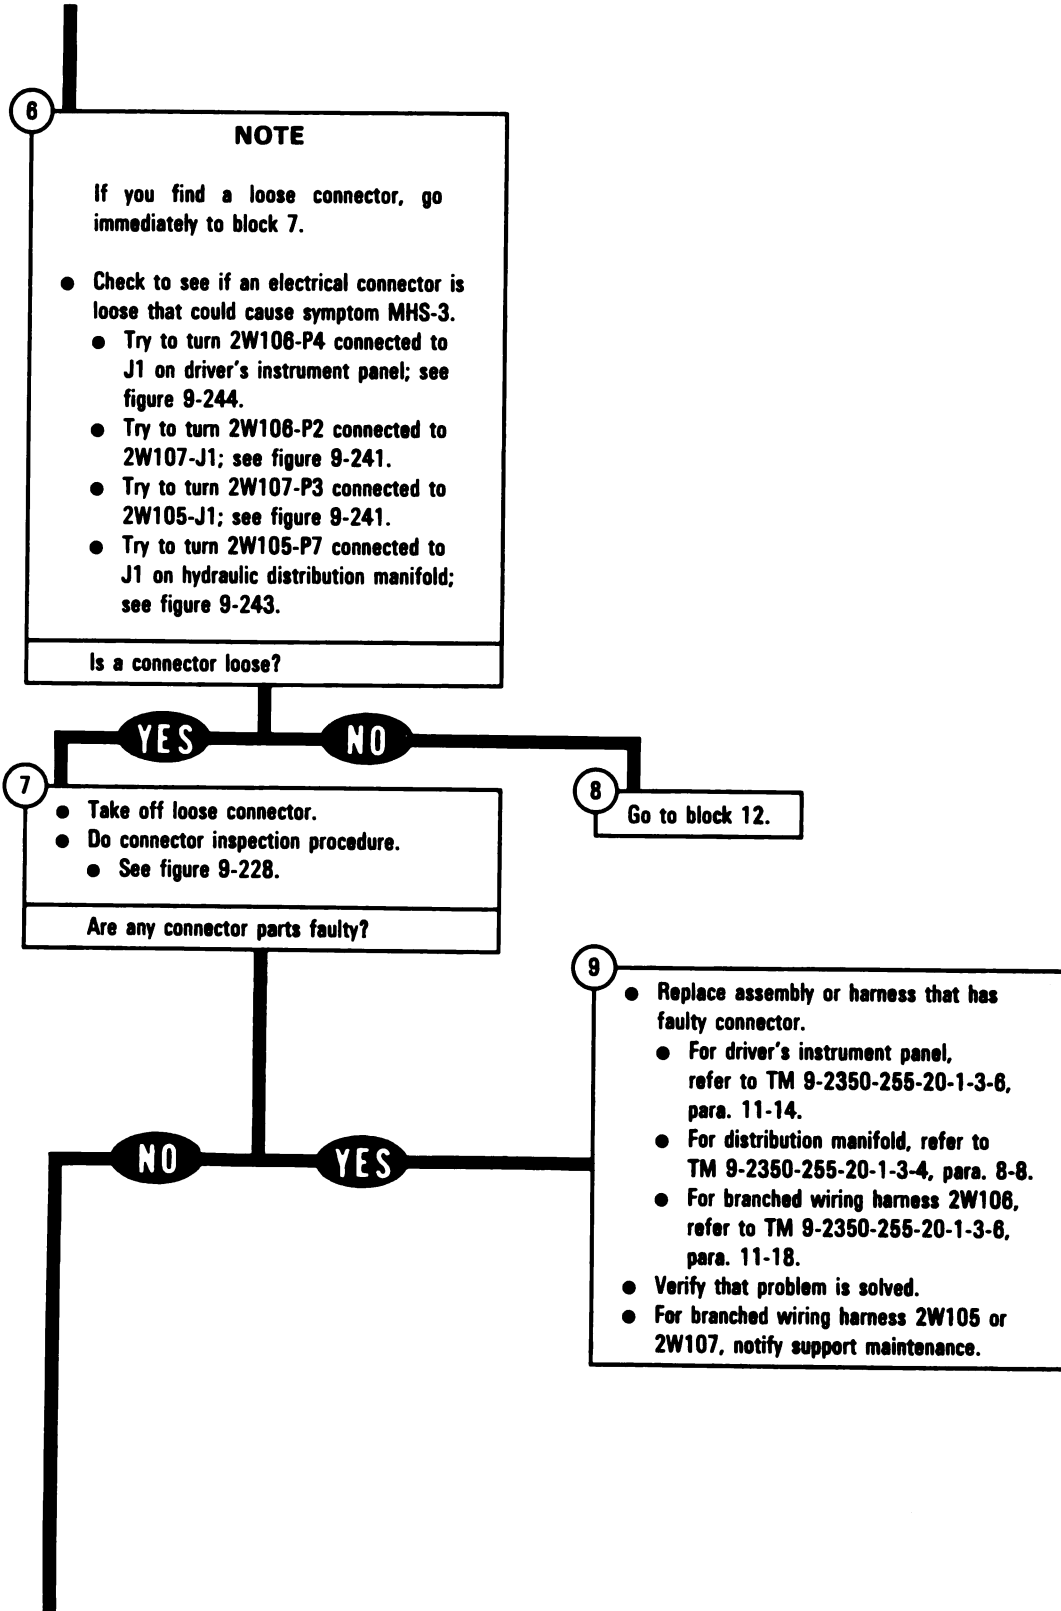 6
NOTE
If you find a loose connector, go
immediately to block 7.
● Check to see if an electrical connector is
loose that could cause symptom MHS-3.
● Try to turn 2W106-P4 connected to
J1 on driver's instrument panel; see
figure 9-244.
● Try to turn 2W106-P2 connected to
2W107-J1; see figure 9-241.
● Try to turn 2W107-P3 connected to
2W105-J1; see figure 9-241.
● Try to turn 2W105-P7 connected to
J1 on hydraulic distribution manifold;
see figure 9-243.
Is a connector loose?
YES
NO
7
● Take off loose connector.
● Do connector inspection procedure.
● See figure 9-228.
Are any connector parts faulty?
8
Go to block 12.
NO
YES
9
● Replace assembly or harness that has
faulty connector.
● For driver's instrument panel,
refer to TM 9-2350-255-20-1-3-6,
para. 11-14.
● For distribution manifold, refer to
TM 9-2350-255-20-1-3-4, para. 8-8.
● For branched wiring harness 2W106,
refer to TM 9-2350-255-20-1-3-6,
para. 11-18.
● Verify that problem is solved.
● For branched wiring harness 2W105 or
2W107, notify support maintenance.